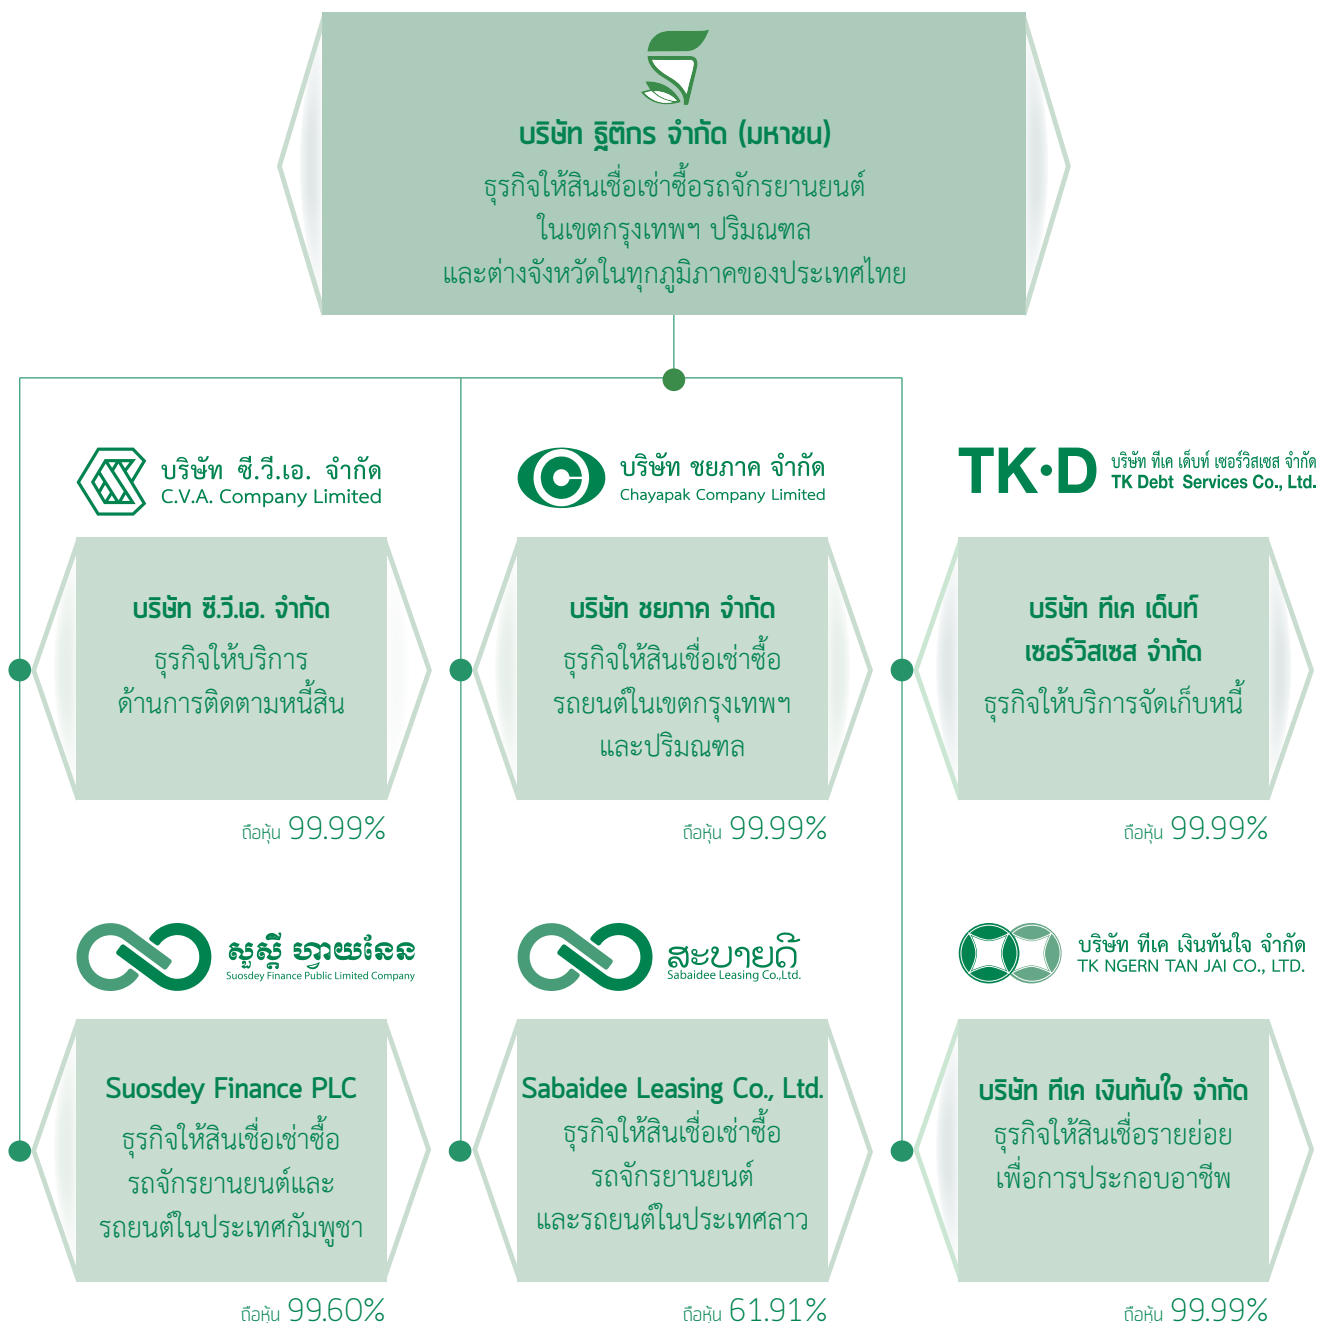 บริษัท ฐิติกร จำกัด (มหาชน)
ธุรกิจให้สินเชื่อเช่าซื้อรถจักรยานยนต์
ในเขตกรุงเทพฯ ปริมณฑล
และต่างจังหวัดในทุกภูมิภาคของประเทศไทย
บริษัท ซี.วี.เอ. จำกัด
C.V.A. Company Limited
บริษัท ซี.วี.เอ. จำกัด
ธุรกิจให้บริการ
ด้านการติดตามหนี้สิน
ถือหุ้น 99.99%
บริษัท ชยภาค จำกัด
Chayapak Company Limited
บริษัท ชยภาค จำกัด
ธุรกิจให้สินเชื่อเช่าซื้อ
รถยนต์ในเขตกรุงเทพฯ
และปริมณฑล
ถือหุ้น 99.99%
TK•D
บริษัท ทีเค เด็บท์ เซอร์วิสเซส จำกัด
TK Debt Services Co., Ltd.
บริษัท ทีเค เด็บท์
เซอร์วิสเซส จำกัด
ธุรกิจให้บริการจัดเก็บหนี้
ถือหุ้น 99.99%
សួស្តី ហ្វាយនែន
Suosdey Finance Public Limited Company
Suosdey Finance PLC
ธุรกิจให้สินเชื่อเช่าซื้อ
รถจักรยานยนต์และ
รถยนต์ในประเทศกัมพูชา
ถือหุ้น 99.60%
ສະບາຍດີ
Sabaidee Leasing Co.,Ltd.
Sabaidee Leasing Co., Ltd.
ธุรกิจให้สินเชื่อเช่าซื้อ
รถจักรยานยนต์
และรถยนต์ในประเทศลาว
ถือหุ้น 61.91%
บริษัท ทีเค เงินทันใจ จำกัด
TK NGERN TAN JAI CO., LTD.
บริษัท ทีเค เงินทันใจ จำกัด
ธุรกิจให้สินเชื่อรายย่อย
เพื่อการประกอบอาชีพ
ถือหุ้น 99.99%